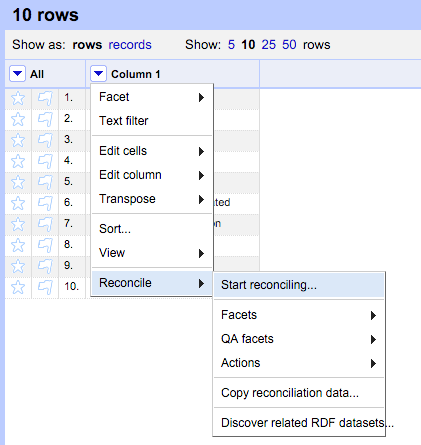 10 rows
Show as: rows records Show: 5 10 25 50 rows
All Column 1
1.
2.
3.
4.
5.
6.
7.
8.
9.
10.
Facet
Text filter
Edit cells
Edit column
Transpose
Sort...
View
Reconcile
Start reconciling...
Facets
QA facets
Actions
Copy reconciliation data...
Discover related RDF datasets...